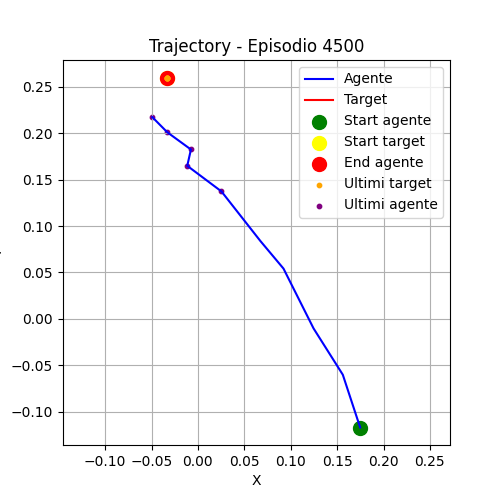 Trajectory - Episodio 4500
Agente
Target
Start agente
Start target
End agente
Ultimi target
Ultimi agente
0.25
0.20
0.15
0.10
0.05
0.00
−0.05
−0.10
−0.10 −0.05 0.00 0.05 0.10 0.15 0.20 0.25
X